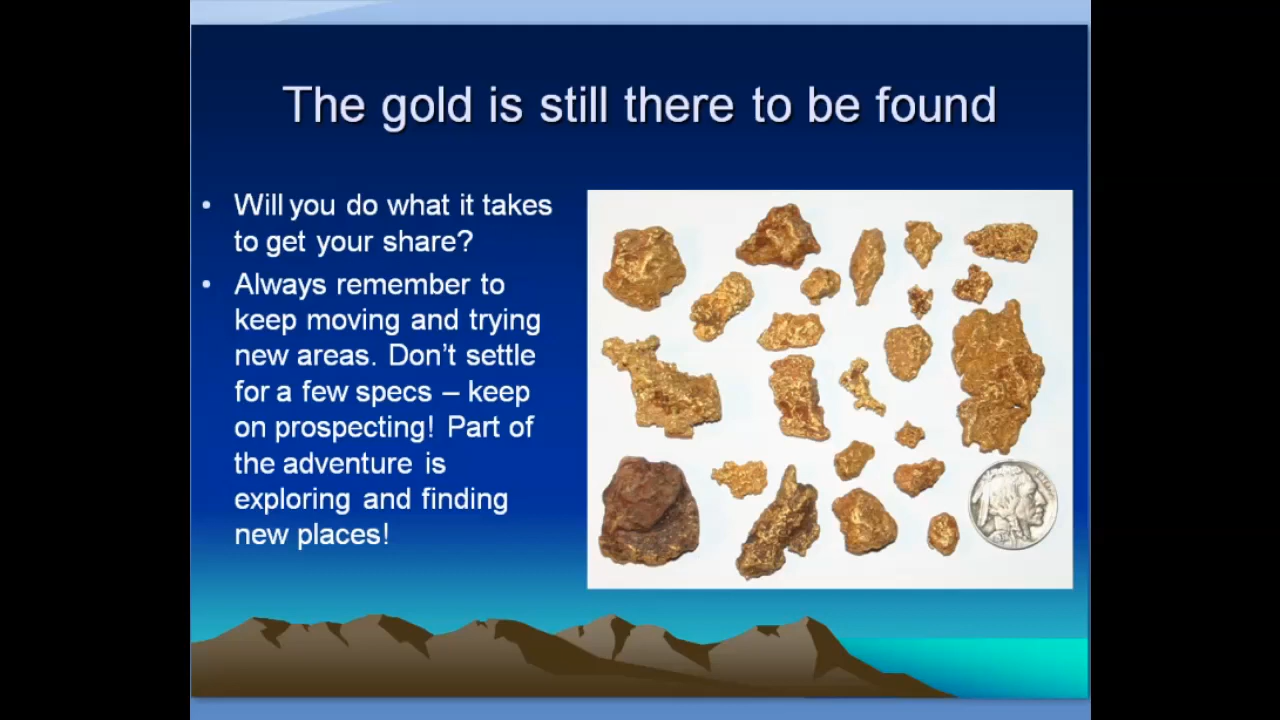 The gold is still there to be found
• Will you do what it takes
to get your share?
• Always remember to
keep moving and trying
new areas. Don't settle
for a few specs – keep
on prospecting! Part of
the adventure is
exploring and finding
new places!